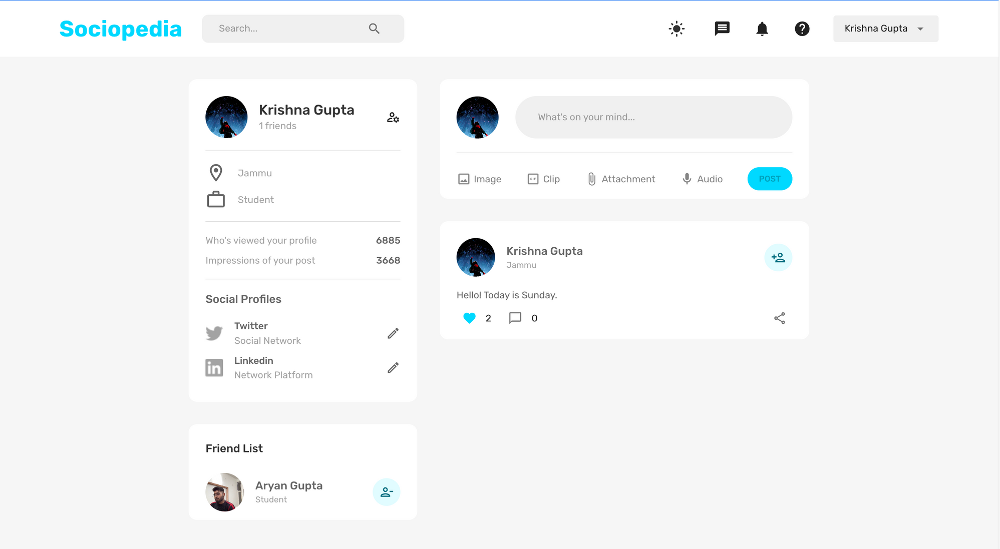 Sociopedia
Search...
Krishna Gupta
Krishna Gupta
1 friends
Jammu
Student
Who's viewed your profile 6885
Impressions of your post 3668
Social Profiles
Twitter
Social Network
in
Linkedin
Network Platform
Friend List
Aryan Gupta
Student
What's on your mind...
Image GIF Clip Attachment Audio POST
Krishna Gupta
Jammu
Hello! Today is Sunday.
2 0